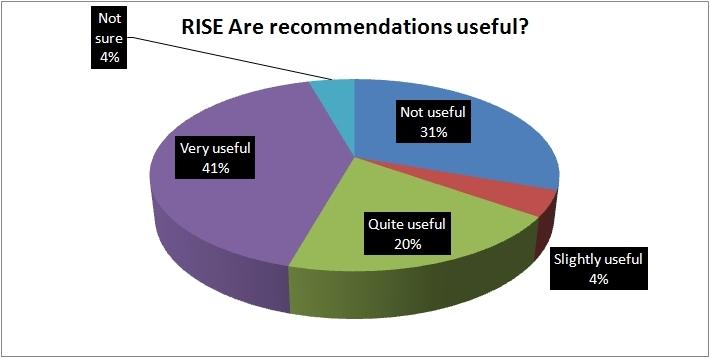 RISE Are recommendations useful?
Not
sure
4%
Not useful
31%
Very useful
41%
Quite useful
20%
Slightly useful
4%